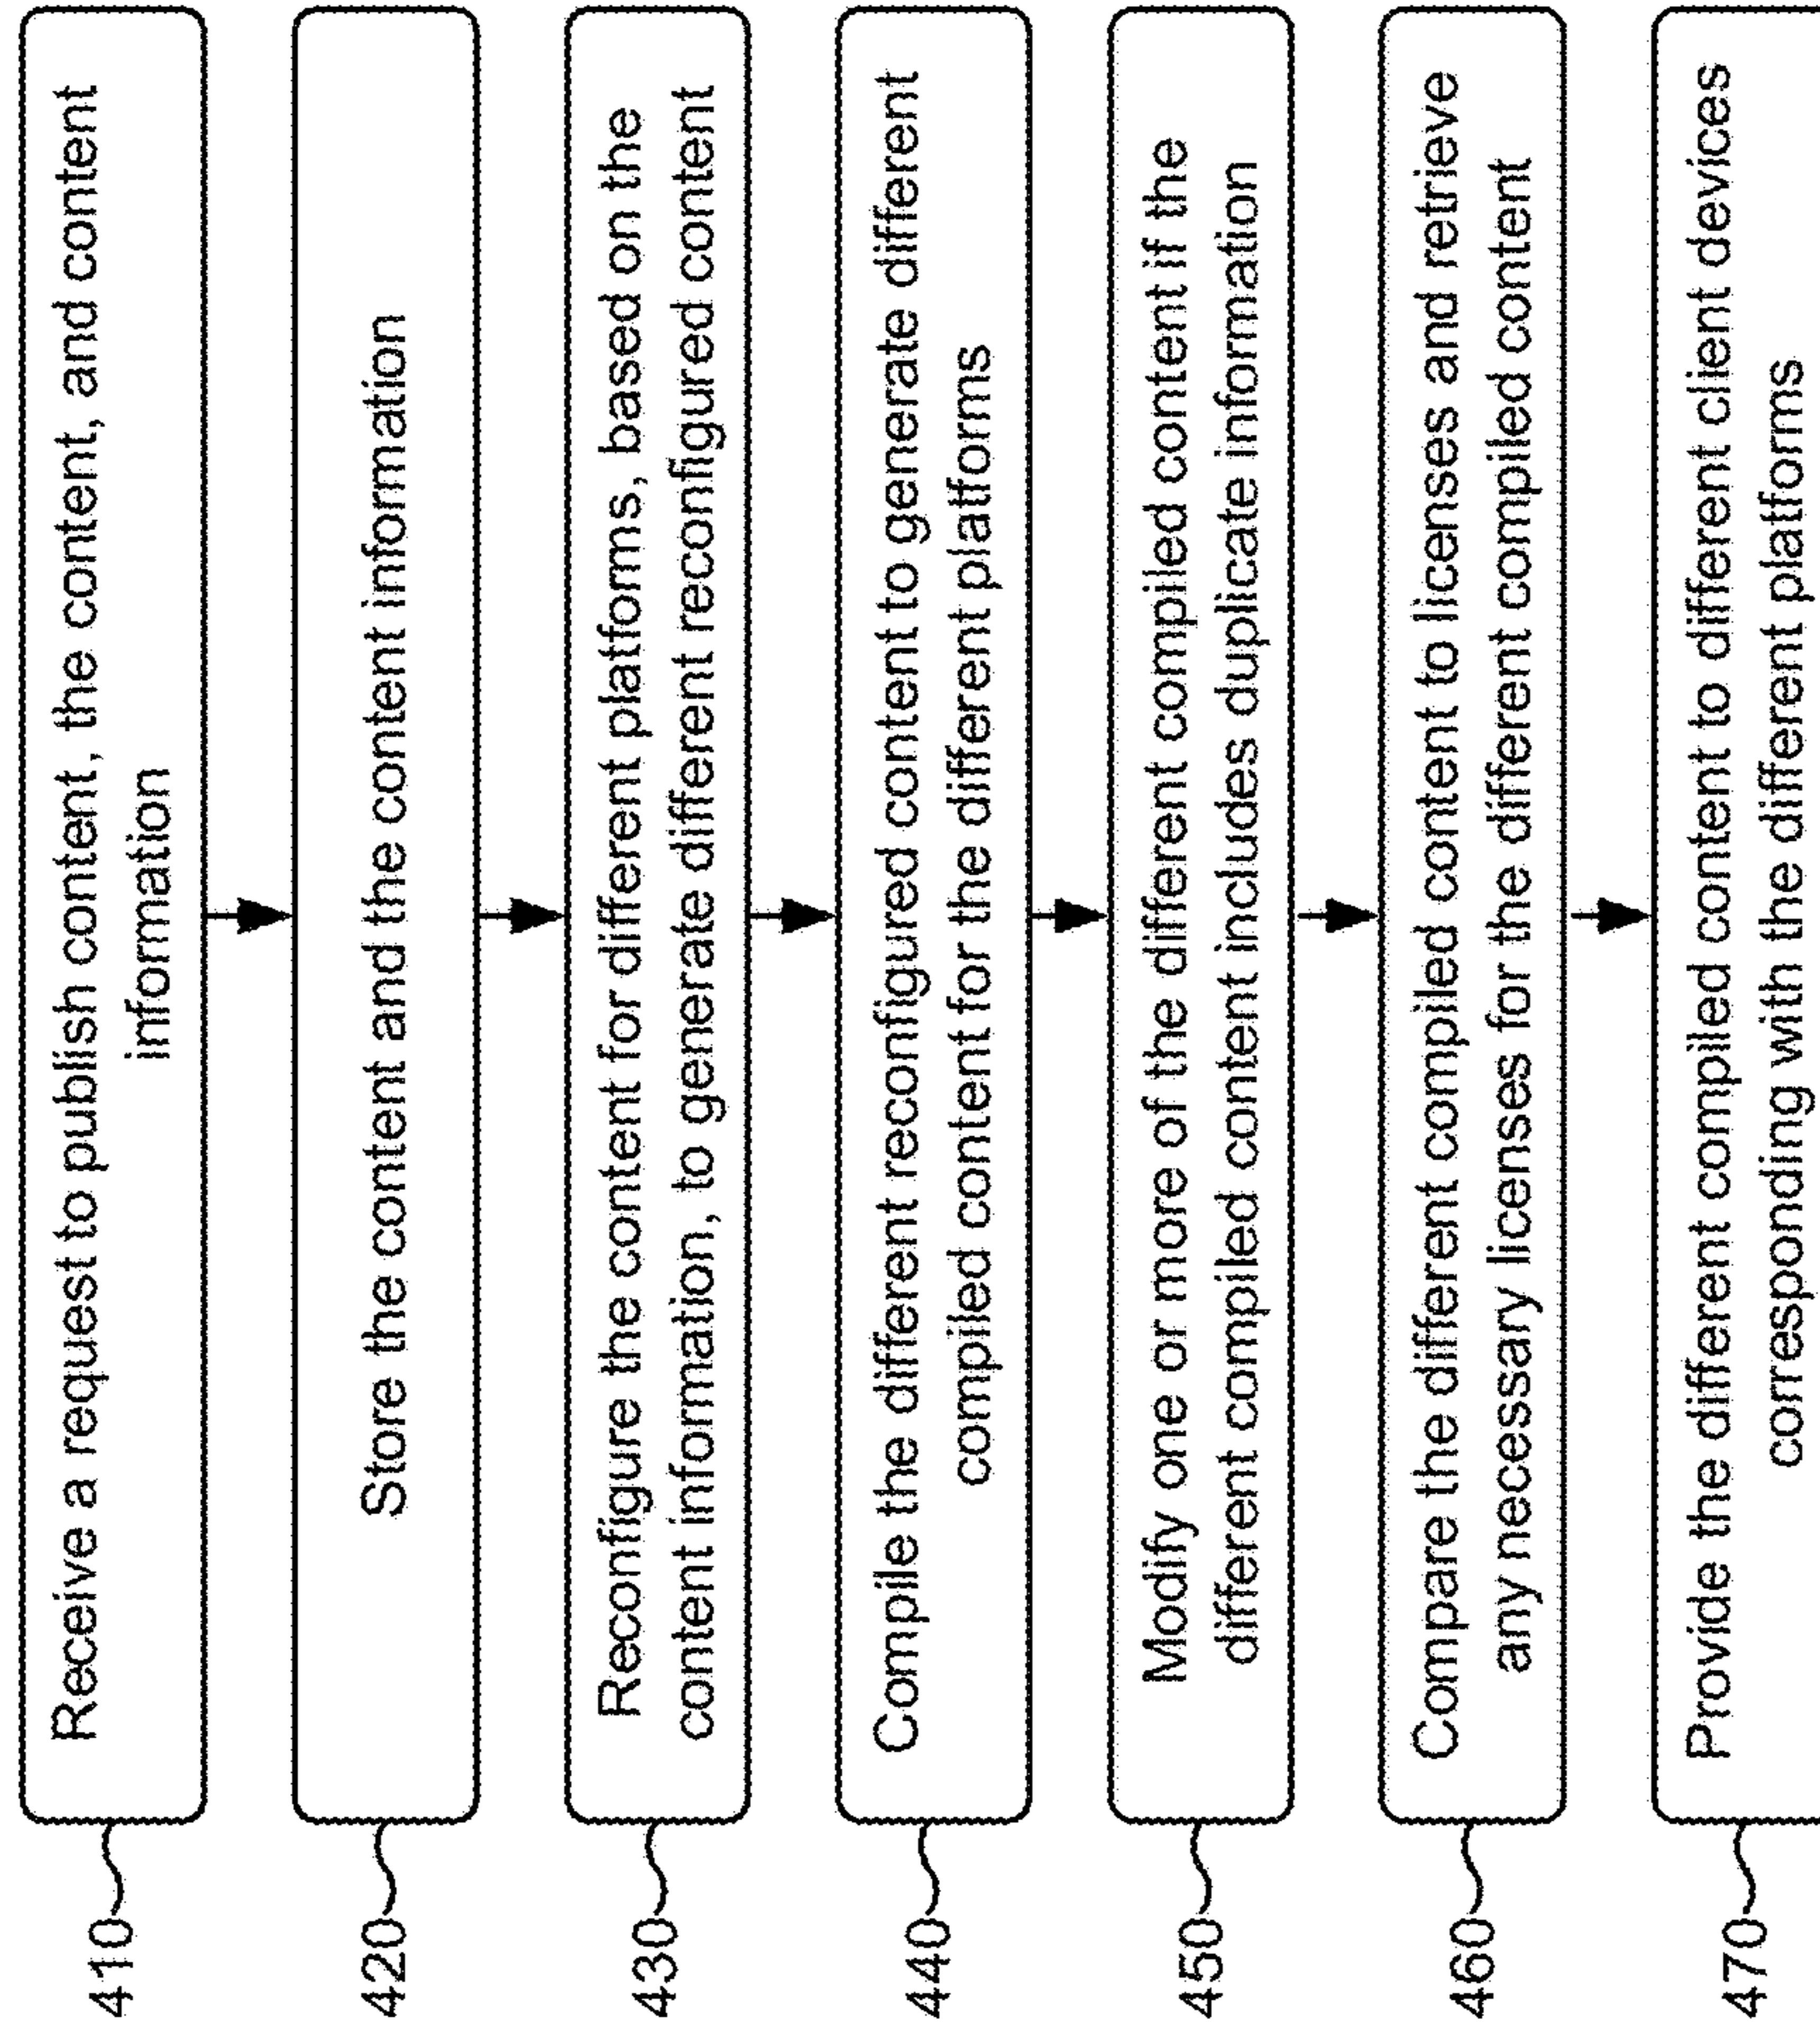 410
Receive a request to publish content, the content, and content
information
420
Store the content and the content information
430
Reconfigure the content for different platforms, based on the
content information, to generate different reconfigured content
440
Compile the different reconfigured content to generate different
compiled content for the different platforms
450
Modify one or more of the different compiled content if the
different compiled content includes duplicate information
460
Compare the different compiled content to licenses and retrieve
any necessary licenses for the different compiled content
470
Provide the different compiled content to different client devices
corresponding with the different platforms